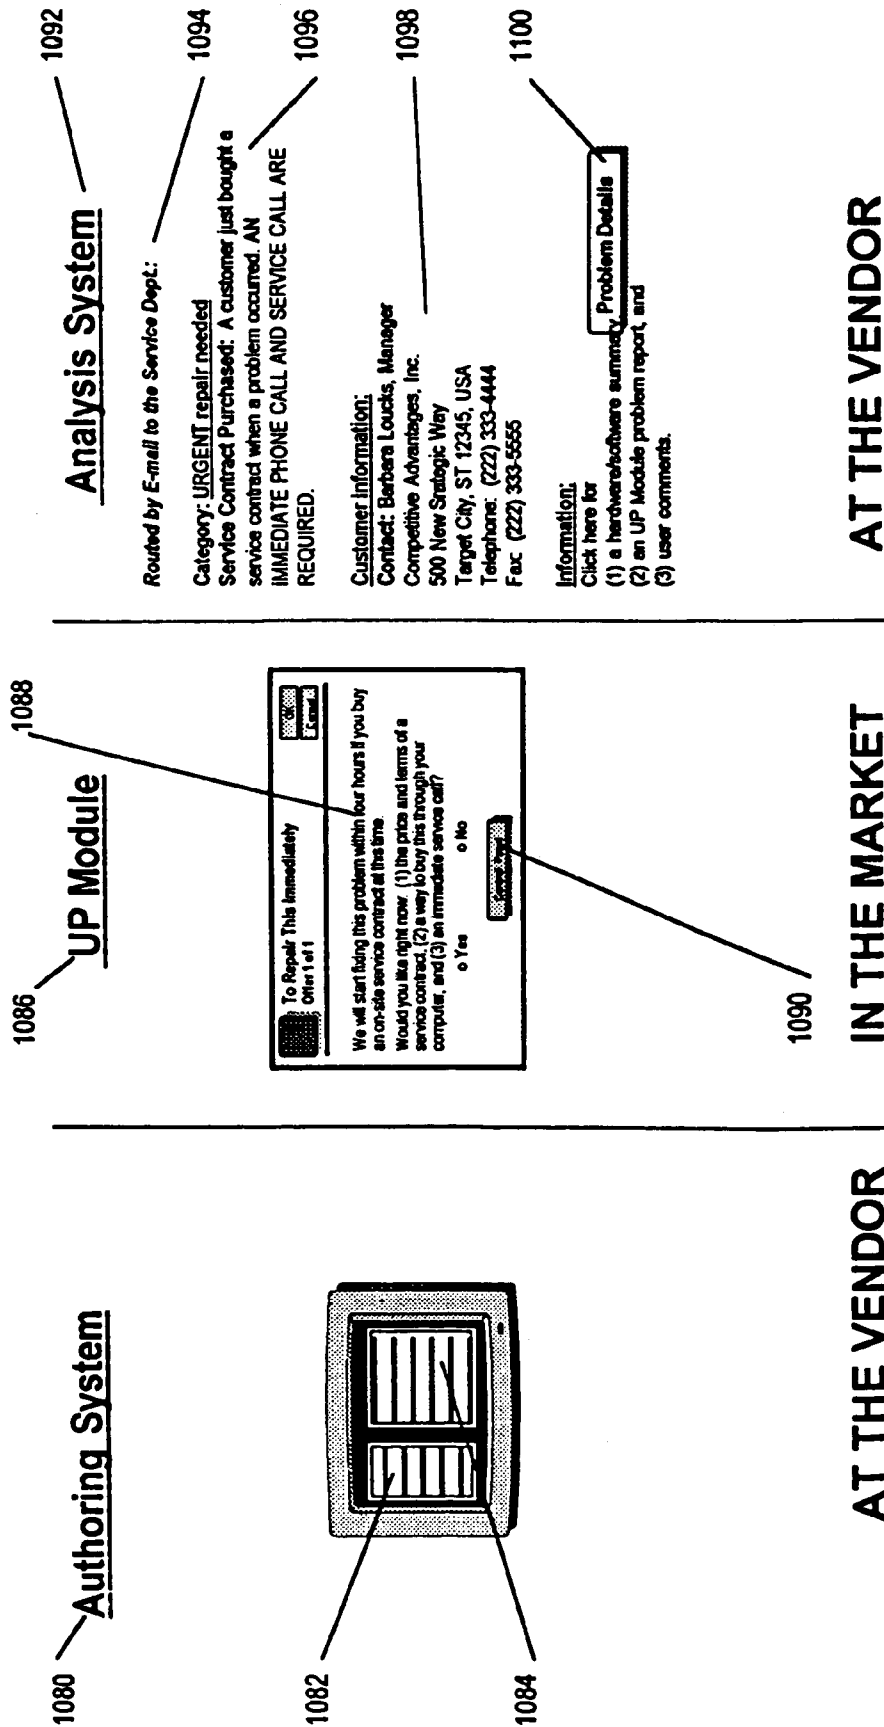 1080
Authoring System
1082
1084
AT THE VENDOR
1086
UP Module
1088
To Repair This Immediately
Offer 1 of 1
OK
Cancel
We will start fixing this problem within four hours if you buy
an on-site service contract at this time.
Would you like right now: (1) the price and terms of a
service contract, (2) a way to buy this through your
computer, and (3) an immediate service call?
o Yes
o No
1090
IN THE MARKET
Analysis System
1092
Routed by E-mail to the Service Dept.:
1094
Category: URGENT repair needed
Service Contract Purchased: A customer just bought a
service contract when a problem occurred. AN
IMMEDIATE PHONE CALL AND SERVICE CALL ARE
REQUIRED.
1096
Customer Information:
Contact: Barbara Loucks, Manager
Competitive Advantages, Inc.
500 New Srategic Way
Target City, ST 12345, USA
Telephone: (222) 333-4444
Fax: (222) 333-5555
1098
Information:
Click here for
(1) a hardware/software summary,
(2) an UP Module problem report, and
(3) user comments.
Problem Details
1100
AT THE VENDOR